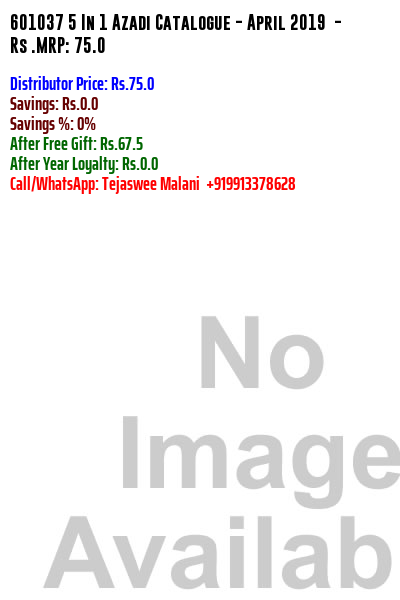 601037 5 In 1 Azadi Catalogue - April 2019 -
Rs .MRP: 75.0
Distributor Price: Rs.75.0
Savings: Rs.0.0
Savings %: 0%
After Free Gift: Rs.67.5
After Year Loyalty: Rs.0.0
Call/WhatsApp: Tejaswee Malani +919913378628
No
Image
Availab